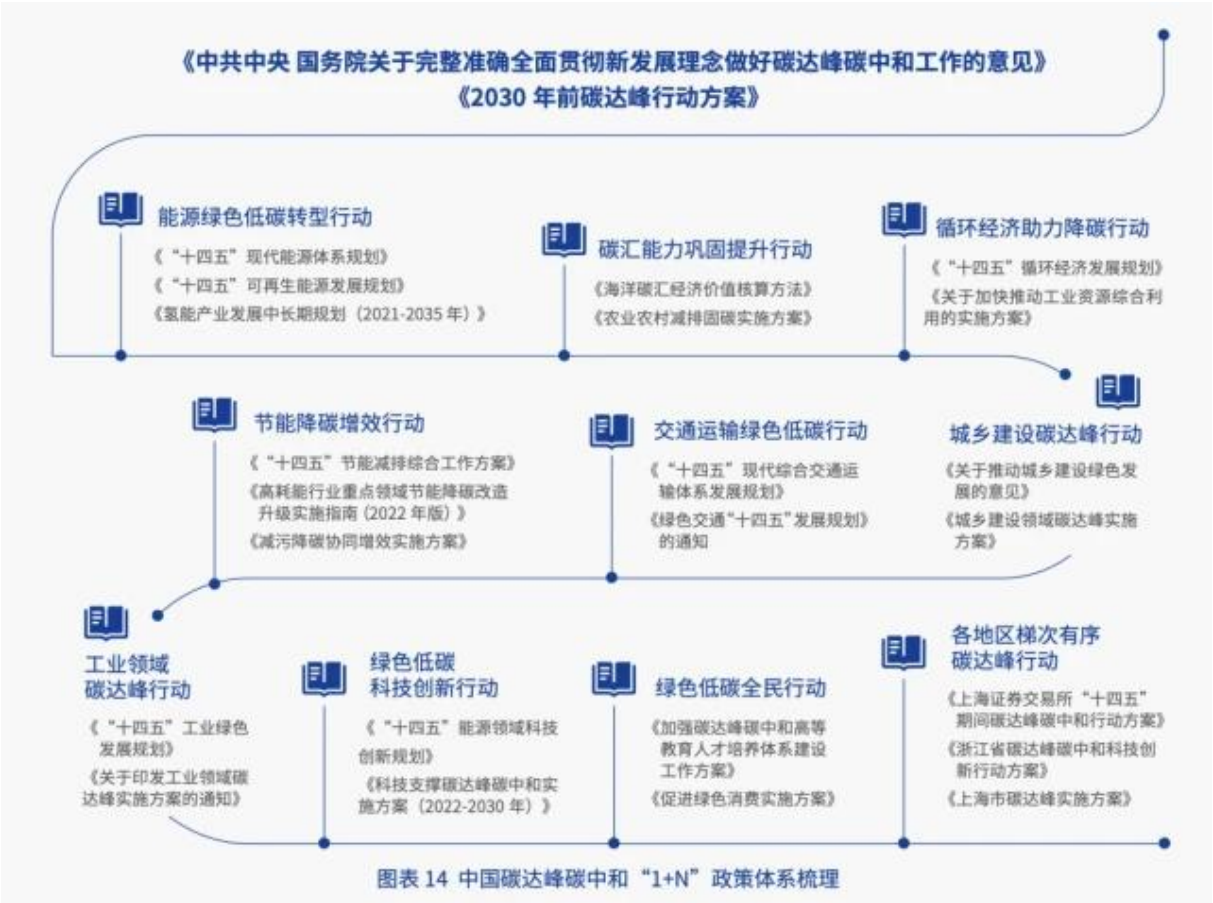 《中共中央 国务院关于完整准确全面贯彻新发展理念做好碳达峰碳中和工作的意见》
《2030 年前碳达峰行动方案》
能源绿色低碳转型行动
《“十四五”现代能源体系规划》
《“十四五”可再生能源发展规划》
《氢能产业发展中长期规划（2021-2035 年）》
碳汇能力巩固提升行动
《海洋碳汇经济价值核算方法》
《农业农村减排固碳实施方案》
循环经济助力降碳行动
《“十四五”循环经济发展规划》
《关于加快推动工业资源综合利
用的实施方案》
节能降碳增效行动
《“十四五”节能减排综合工作方案》
《高耗能行业重点领域节能降碳改造
升级实施指南（2022 年版）》
《减污降碳协同增效实施方案》
交通运输绿色低碳行动
《“十四五”现代综合交通运
输体系发展规划》
《绿色交通“十四五”发展规划》
的通知
城乡建设碳达峰行动
《关于推动城乡建设绿色发
展的意见》
《城乡建设领域碳达峰实施
方案》
工业领域
碳达峰行动
《“十四五”工业绿色
发展规划》
《关于印发工业领域碳
达峰实施方案的通知》
绿色低碳
科技创新行动
《“十四五”能源领域科技
创新规划》
《科技支撑碳达峰碳中和实
施方案（2022-2030 年）》
绿色低碳全民行动
《加强碳达峰碳中和高等
教育人才培养体系建设
工作方案》
《促进绿色消费实施方案》
各地区梯次有序
碳达峰行动
《上海证券交易所“十四五”
期间碳达峰碳中和行动方案》
《浙江省碳达峰碳中和科技创
新行动方案》
《上海市碳达峰实施方案》
图表 14 中国碳达峰碳中和“1+N”政策体系梳理